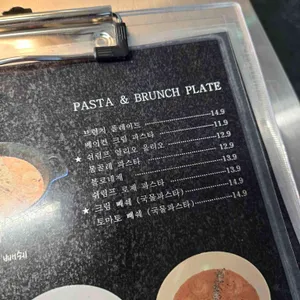 PASTA & BRUNCH PLATE
브런치 플레이트 14.9
베이컨 크림 파스타 11.9
★ 쉬림프 알리오 올리오 12.9
봉골레 파스타 12.9
볼로네제 13.9
쉬림프 로제 파스타 13.9
★ 크림 빠쉐 (국물파스타) 14.9
토마토 빠쉐 (국물파스타) 14.9